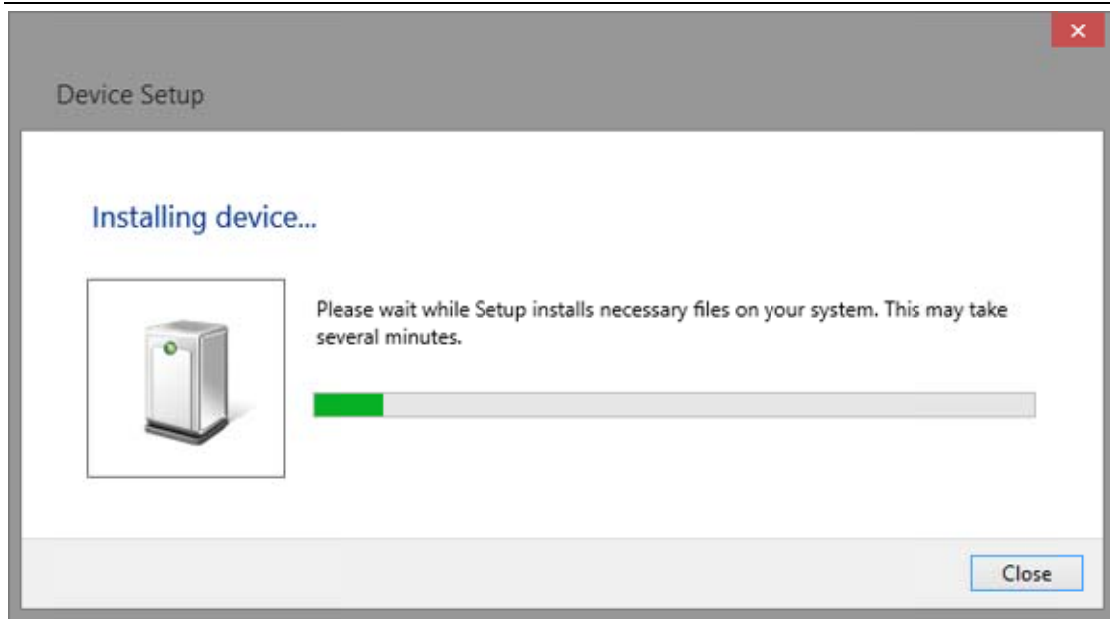 Device Setup
Installing device...
Please wait while Setup installs necessary files on your system. This may take
several minutes.
Close